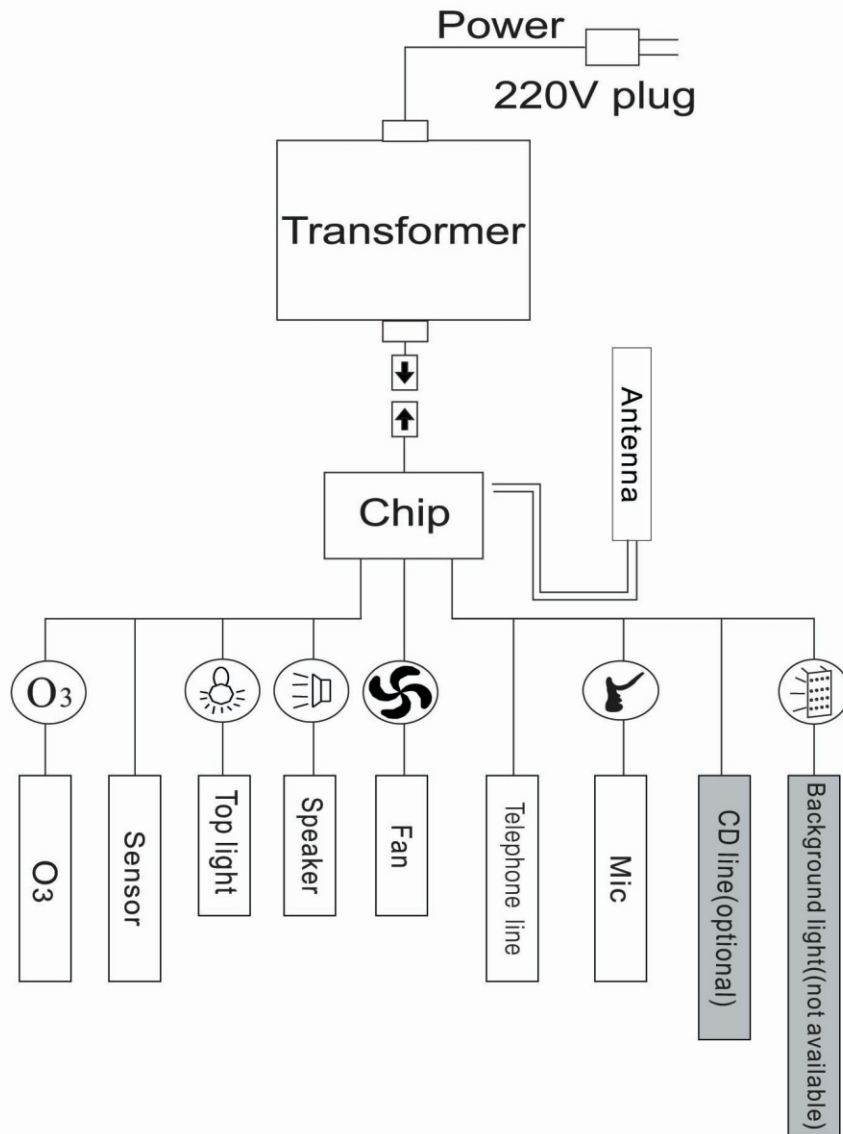 Power
220V plug
Transformer
Antenna
Chip
O3
O3
Sensor
Top light
Speaker
Fan
Telephone line
Mic
CD line(optional)
Background light((not available)